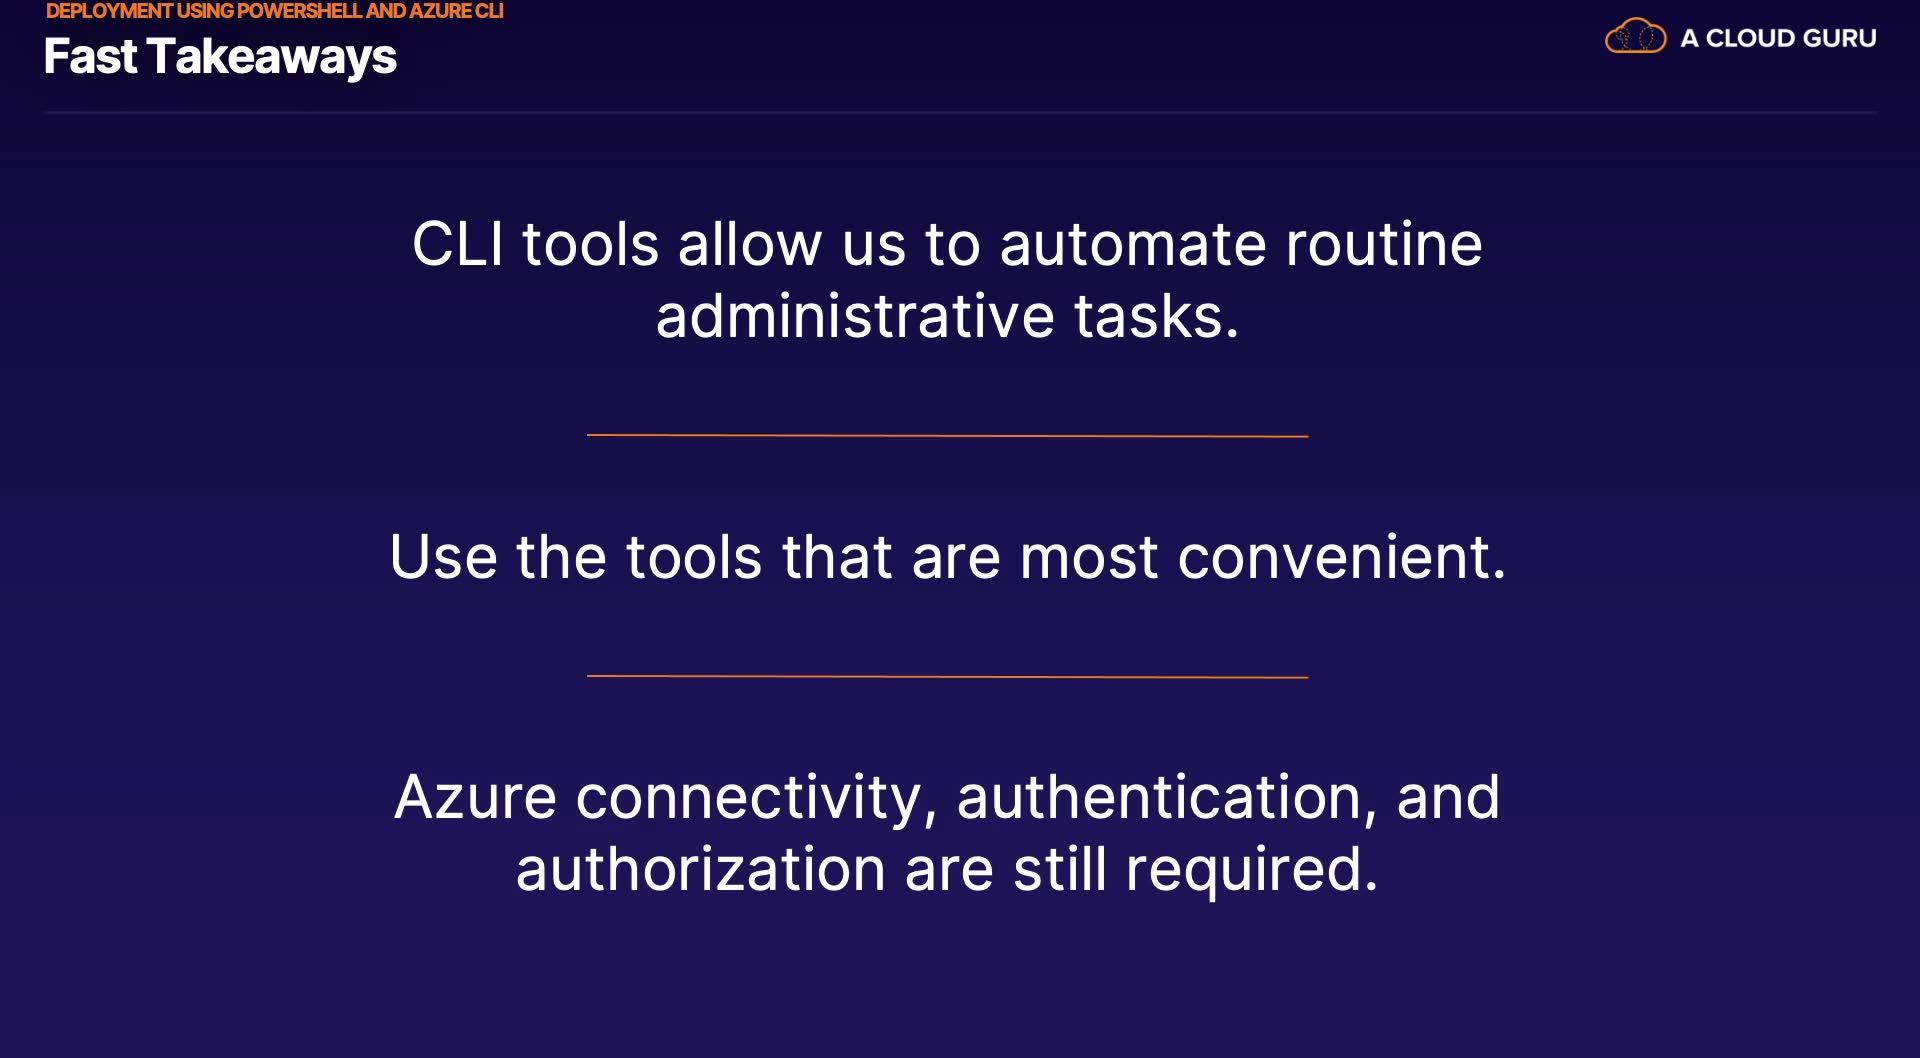 DEPLOYMENT USING POWERSHELL AND AZURE CLI
Fast Takeaways
A CLOUD GURU
CLI tools allow us to automate routine
administrative tasks.
Use the tools that are most convenient.
Azure connectivity, authentication, and
authorization are still required.